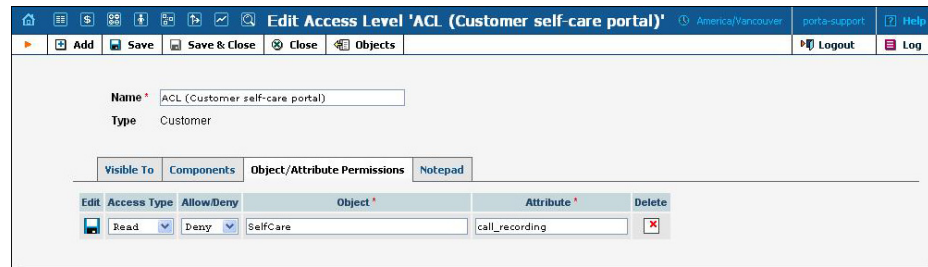 Edit Access Level 'ACL (Customer self-care portal)' America/Vancouver porta-support Help
Add Save Save & Close Close Objects Logout Log
Name * ACL (Customer self-care portal)
Type Customer
Visible To Components Object/Attribute Permissions Notepad
Edit Access Type Allow/Deny Object * Attribute * Delete
Read Deny SelfCare call_recording